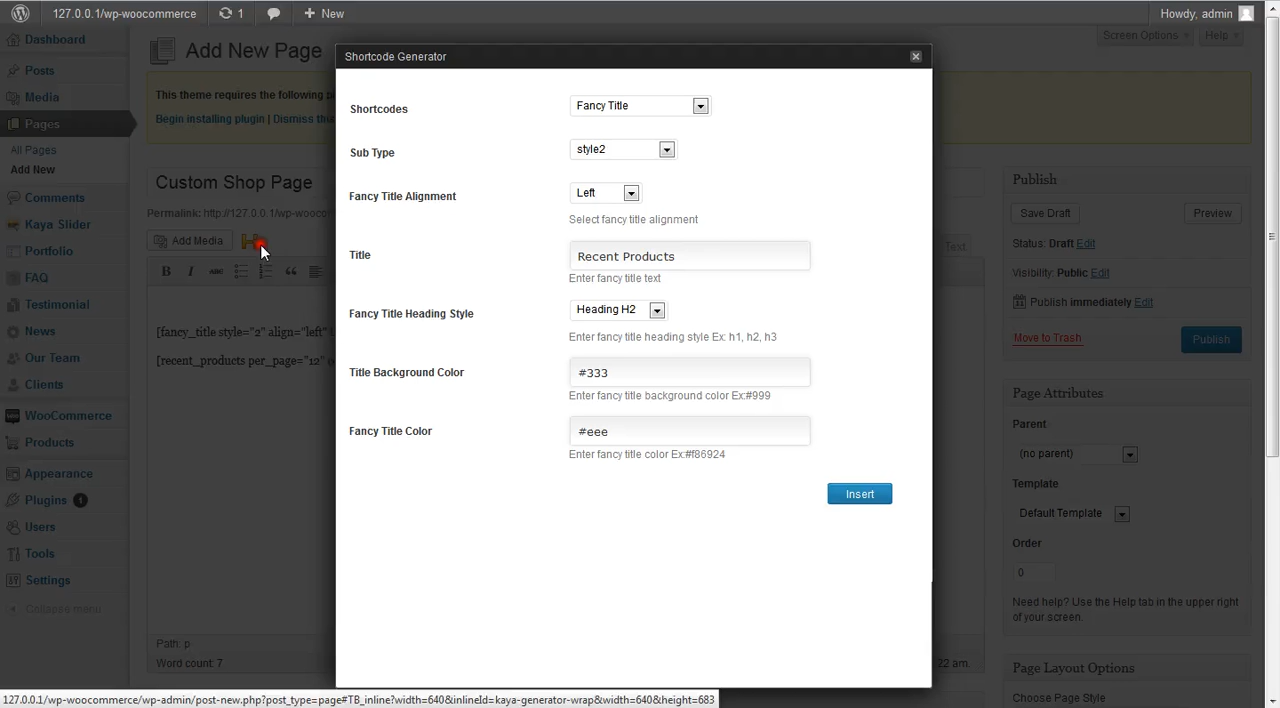 127.0.0.1/wp-woocommerce
1
New
Howdy, admin
Dashboard
Posts
Media
Pages
All Pages
Add New
Comments
Kaya Slider
Portfolio
FAQ
Testimonial
News
Our Team
Clients
WooCommerce
Products
Appearance
Plugins 1
Users
Tools
Settings
Collapse menu
Add New Page
Screen Options
Help
This theme requires the following
Begin installing plugin | Dismiss
Custom Shop Page
Permalink: http://127.0.0.1/wp-wooco
Add Media
Text
B I ABC
[fancy_title style="2" align="left"
[recent_products per_page="12"
Path: p
Word count: 7
22 am.
Shortcode Generator
Shortcodes
Fancy Title
Sub Type
style2
Fancy Title Alignment
Left
Select fancy title alignment
Title
Recent Products
Enter fancy title text
Fancy Title Heading Style
Heading H2
Enter fancy title heading style Ex: h1, h2, h3
Title Background Color
#333
Enter fancy title background color Ex:#999
Fancy Title Color
#eee
Enter fancy title color Ex:#f86924
Insert
Publish
Save Draft
Preview
Status: Draft Edit
Visibility: Public Edit
Publish immediately Edit
Move to Trash
Publish
Page Attributes
Parent
(no parent)
Template
Default Template
Order
0
Need help? Use the Help tab in the upper right
of your screen.
Page Layout Options
Choose Page Style
127.0.0.1/wp-woocommerce/wp-admin/post-new.php?post_type=page#TB_inline?width=640&inlineId=kaya-generator-wrap&width=640&height=683